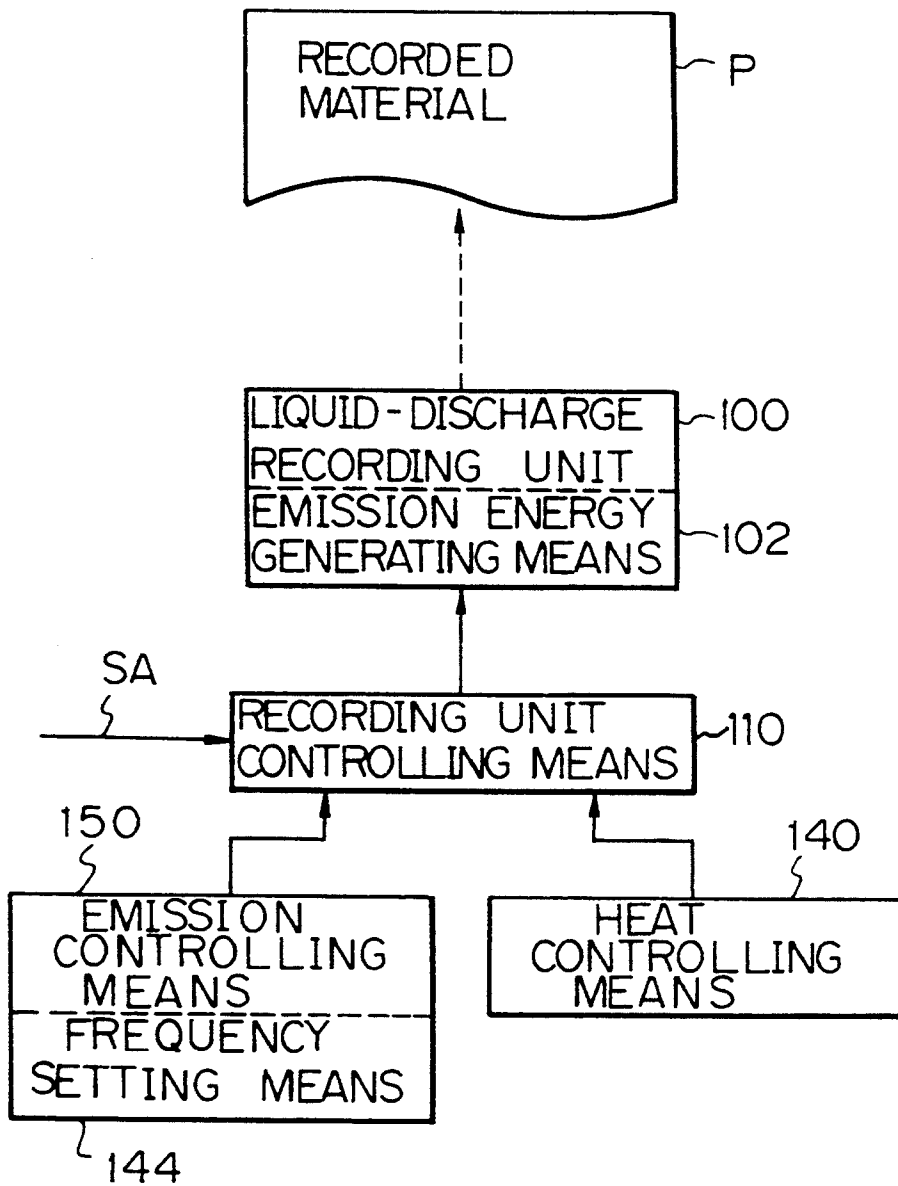 RECORDED
MATERIAL
P
LIQUID-DISCHARGE
RECORDING UNIT
100
EMISSION ENERGY
GENERATING MEANS
102
SA
RECORDING UNIT
CONTROLLING MEANS
110
150
EMISSION
CONTROLLING
MEANS
FREQUENCY
SETTING MEANS
144
140
HEAT
CONTROLLING
MEANS